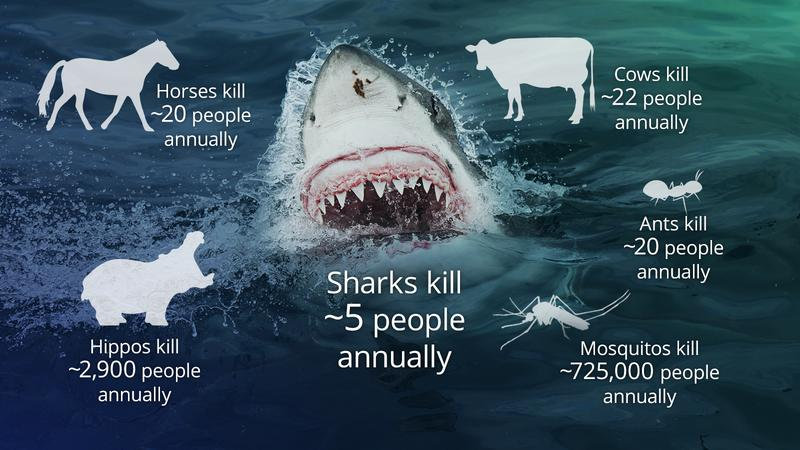 Horses kill
~20 people
annually
Cows kill
~22 people
annually
Ants kill
~20 people
annually
Sharks kill
~5 people
annually
Hippos kill
~2,900 people
annually
Mosquitos kill
~725,000 people
annually